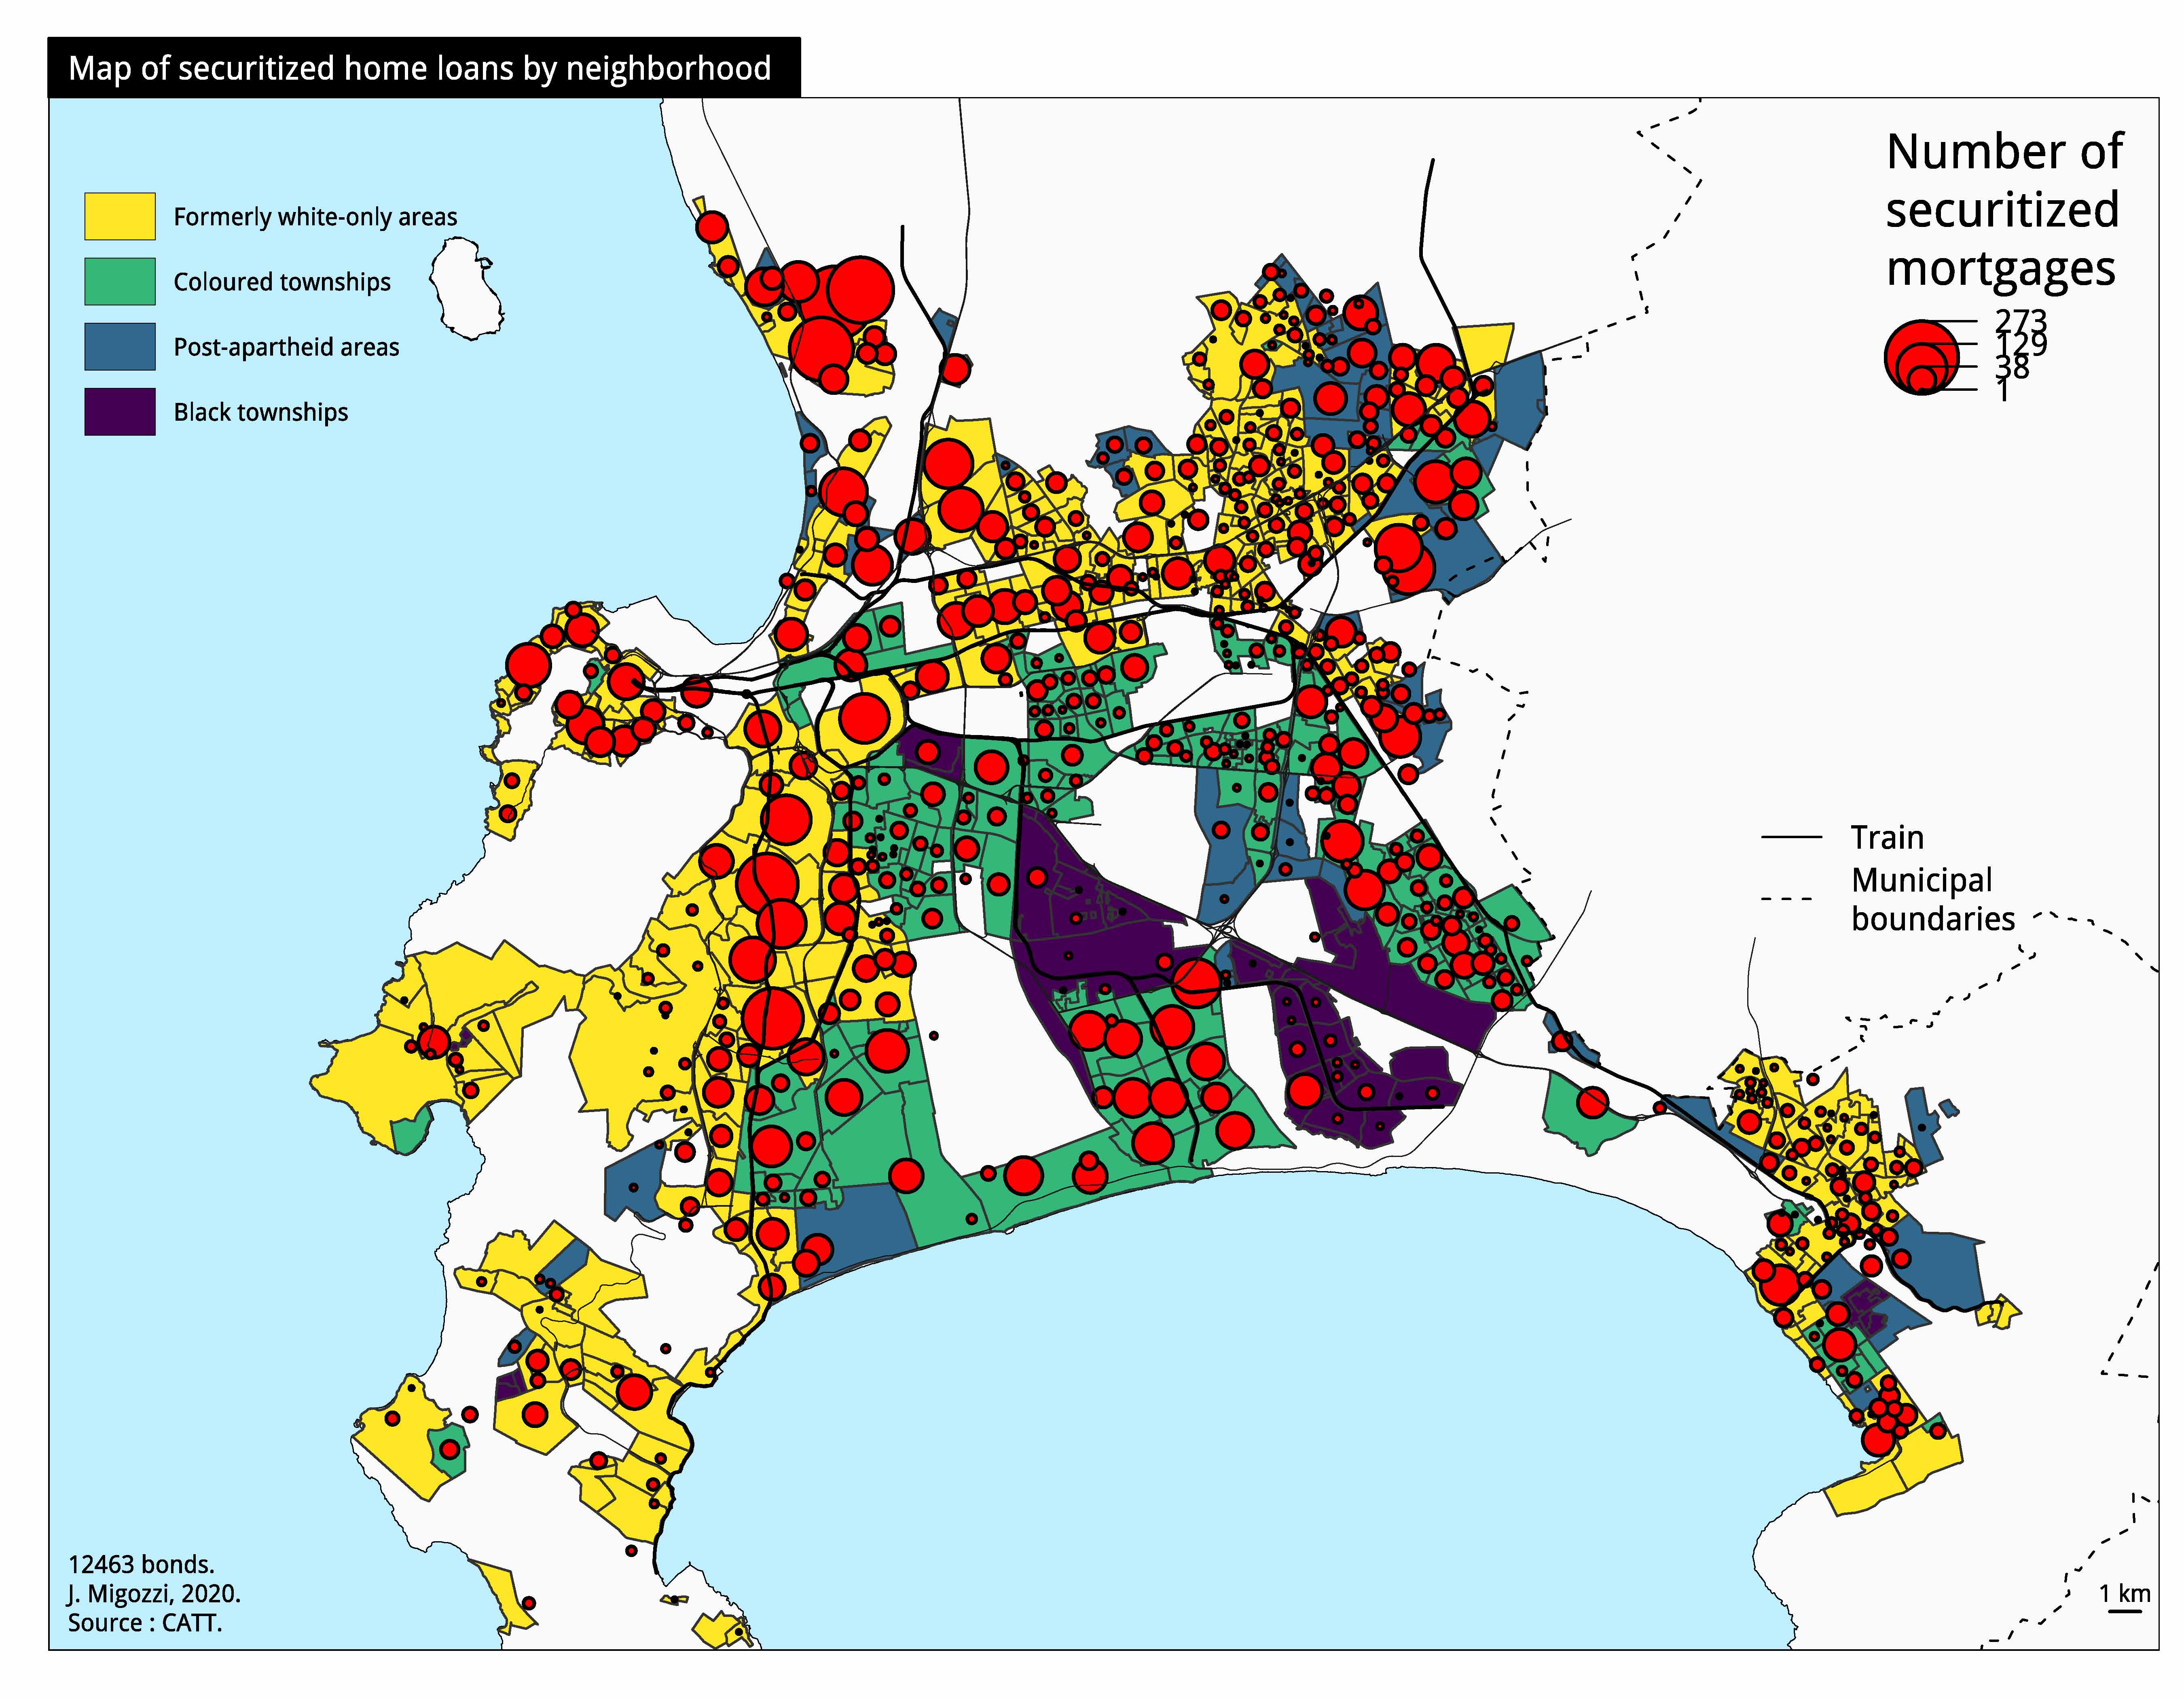 Map of securitized home loans by neighborhood
Formerly white-only areas
Coloured townships
Post-apartheid areas
Black townships
Number of
securitized
mortgages
273
129
38
1
Train
Municipal
boundaries
12463 bonds.
J. Migozzi, 2020.
Source : CATT.
1 km